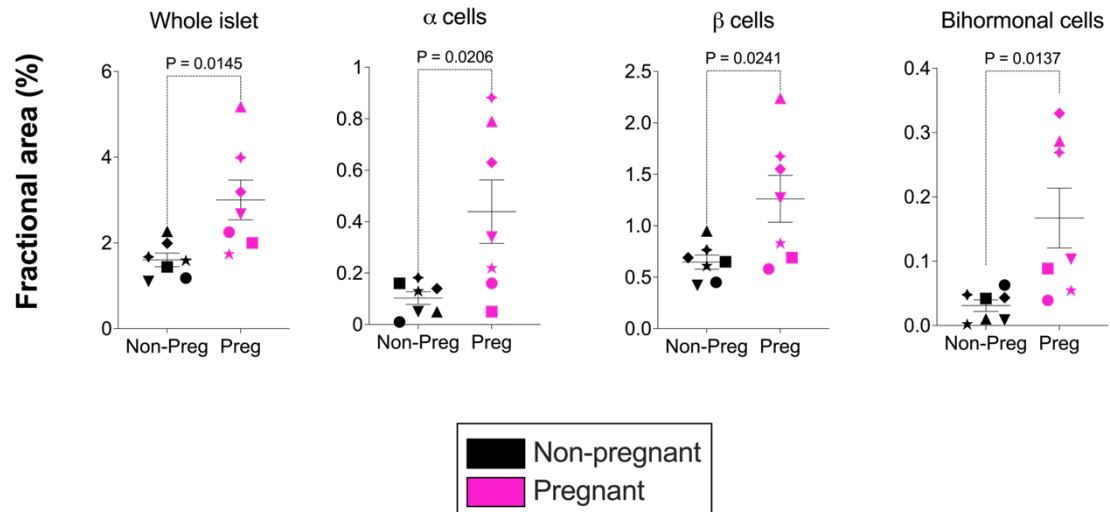 Whole islet
α cells
β cells
Bihormonal cells
Fractional area (%)
P = 0.0145
P = 0.0206
P = 0.0241
P = 0.0137
6
4
2
0
Non-Preg Preg
1
0.8
0.6
0.4
0.2
0
Non-Preg Preg
2.5
2.0
1.5
1.0
0.5
0.0
Non-Preg Preg
0.4
0.3
0.2
0.1
0.0
Non-Preg Preg
Non-pregnant
Pregnant